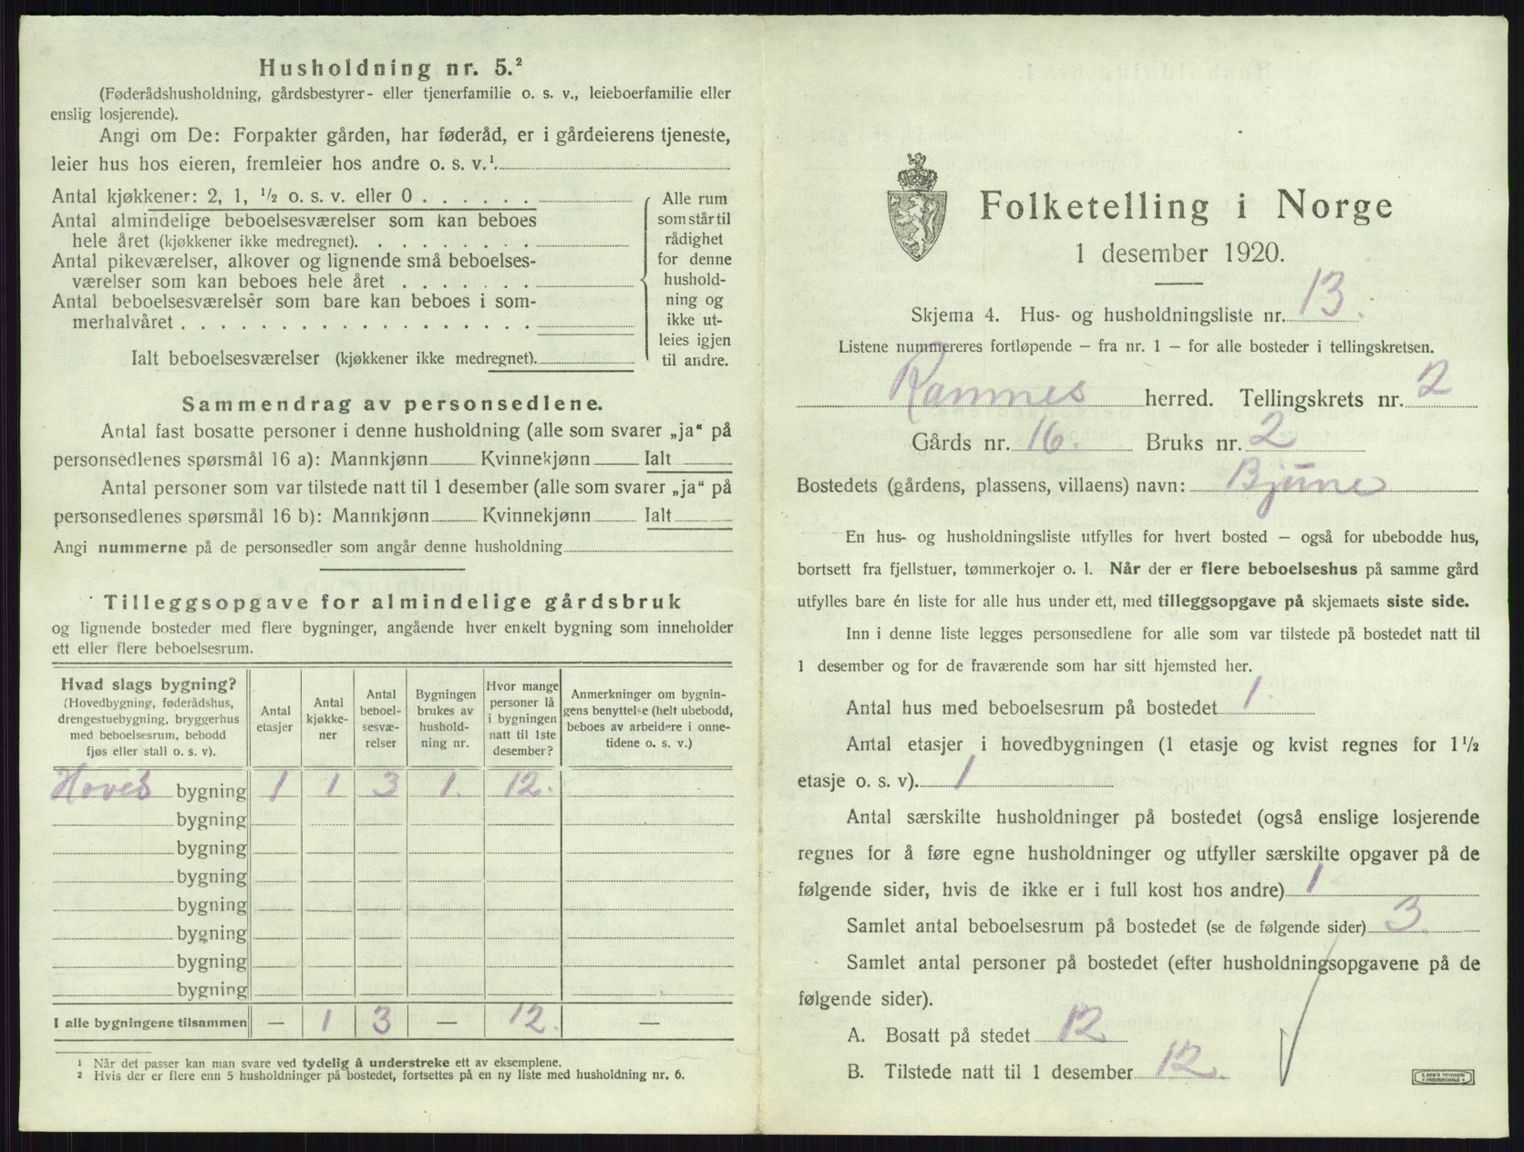 Husholdning nr. 5.²
(Føderådshusholdning, gårdsbestyrer- eller tjenerfamilie o. s. v., leieboerfamilie eller
enslig losjerende).
Angi om De: Forpakter gården, har føderåd, er i gårdeierens tjeneste,
leier hus hos eieren, fremleier hos andre o. s. v.¹
Antal kjøkkener: 2, 1, ½ o. s. v. eller 0
Antal almindelige beboelsesværelser som kan beboes
hele året (kjøkkener ikke medregnet).
Antal pikeværelser, alkover og lignende små beboelses-
værelser som kan beboes hele året
Antal beboelsesværelsér som bare kan beboes i som-
merhalvåret
Ialt beboelsesværelser (kjøkkener ikke medregnet).
Alle rum
som står til
rådighet
for denne
hushold-
ning og
ikke ut-
leies igjen
til andre.
Sammendrag av personsedlene.
Antal fast bosatte personer i denne husholdning (alle som svarer „ja" på
personsedlenes spørsmål 16 a): Mannkjønn Kvinnekjønn Ialt
Antal personer som var tilstede natt til 1 desember (alle som svarer „ja" på
personsedlenes spørsmål 16 b): Mannkjønn Kvinnekjønn Ialt
Angi nummerne på de personsedler som angår denne husholdning
Tilleggsopgave for almindelige gårdsbruk
og lignende bosteder med flere bygninger, angående hver enkelt bygning som inneholder
ett eller flere beboelsesrum.
Hvad slags bygning?
(Hovedbygning, føderådshus,
drengestuebygning, bryggerhus
med beboelsesrum, bebodd
fjøs eller stall o. s. v).
Antal
etasjer
Antal
kjøkke-
ner
Antal
beboel-
sesvæ-
relser
Bygningen
brukes av
hushold-
ning nr.
Hvor mange
personer lå
i bygningen
natt til 1ste
desember?
Anmerkninger om bygnin-
gens benyttelse (helt ubebodd,
beboes av arbeidere i onne-
tidene o. s. v.)
Hoved bygning 1 1 3 1. 12.
bygning
bygning
bygning
bygning
bygning
bygning
bygning
I alle bygningene tilsammen — 1 3 — 12. —
¹ Når det passer kan man svare ved tydelig å understreke ett av eksemplene.
² Hvis der er flere enn 5 husholdninger på bostedet, fortsettes på en ny liste med husholdning nr. 6.
Folketelling i Norge
1 desember 1920.
Skjema 4. Hus- og husholdningsliste nr. 13.
Listene nummereres fortløpende — fra nr. 1 — for alle bosteder i tellingskretsen.
Ramnes herred. Tellingskrets nr. 2
Gårds nr. 16. Bruks nr. 2
Bostedets (gårdens, plassens, villaens) navn: Bjune
En hus- og husholdningsliste utfylles for hvert bosted — også for ubebodde hus,
bortsett fra fjellstuer, tømmerkojer o. l. Når der er flere beboelseshus på samme gård
utfylles bare én liste for alle hus under ett, med tilleggsopgave på skjemaets siste side.
Inn i denne liste legges personsedlene for alle som var tilstede på bostedet natt til
1 desember og for de fraværende som har sitt hjemsted her.
Antal hus med beboelsesrum på bostedet 1
Antal etasjer i hovedbygningen (1 etasje og kvist regnes for 1½
etasje o. s. v). 1
Antal særskilte husholdninger på bostedet (også enslige losjerende
regnes for å føre egne husholdninger og utfyller særskilte opgaver på de
følgende sider, hvis de ikke er i full kost hos andre) 1
Samlet antal beboelsesrum på bostedet (se de følgende sider) 3.
Samlet antal personer på bostedet (efter husholdningsopgavene på de
følgende sider).
A. Bosatt på stedet 12
B. Tilstede natt til 1 desember 12.